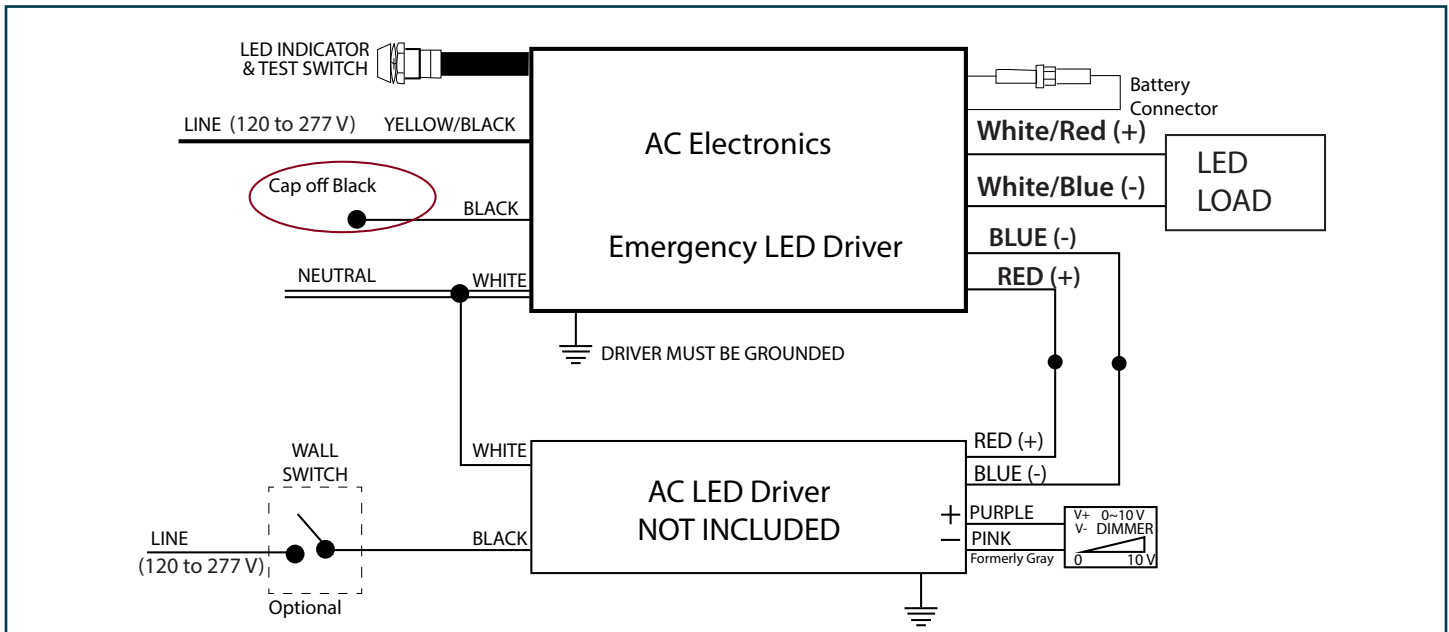 LED INDICATOR
& TEST SWITCH
Battery
Connector
LINE (120 to 277 V)
YELLOW/BLACK
AC Electronics
White/Red (+)
LED
LOAD
Cap off Black
White/Blue (-)
BLACK
Emergency LED Driver
BLUE (-)
NEUTRAL
WHITE
RED (+)
DRIVER MUST BE GROUNDED
WHITE
RED (+)
WALL
SWITCH
BLUE (-)
AC LED Driver
NOT INCLUDED
+ PURPLE
− PINK
Formerly Gray
V+ 0~10 V
V- DIMMER
0 10 V
LINE
(120 to 277 V)
BLACK
Optional